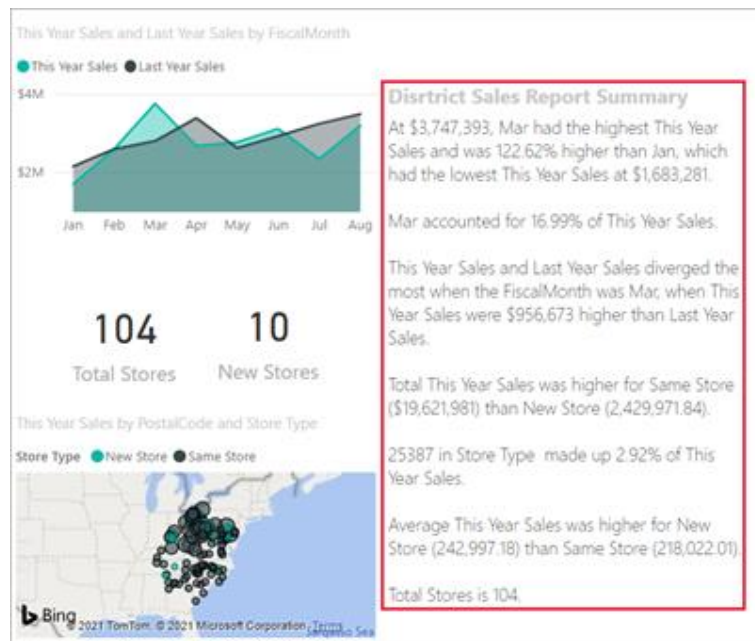 This Year Sales and Last Year Sales by FiscalMonth
This Year Sales Last Year Sales
$4M
$2M
Jan Feb Mar Apr May Jun Jul Aug
104
Total Stores
10
New Stores
This Year Sales by PostalCode and Store Type
Store Type New Store Same Store
Bing
© 2021 TomTom, © 2021 Microsoft Corporation Terms
Sargasso Sea
Disrtrict Sales Report Summary
At $3,747,393, Mar had the highest This Year
Sales and was 122.62% higher than Jan, which
had the lowest This Year Sales at $1,683,281.
Mar accounted for 16.99% of This Year Sales.
This Year Sales and Last Year Sales diverged the
most when the FiscalMonth was Mar, when This
Year Sales were $956,673 higher than Last Year
Sales.
Total This Year Sales was higher for Same Store
($19,621,981) than New Store (2,429,971.84).
25387 in Store Type made up 2.92% of This
Year Sales.
Average This Year Sales was higher for New
Store (242,997.18) than Same Store (218,022.01).
Total Stores is 104.